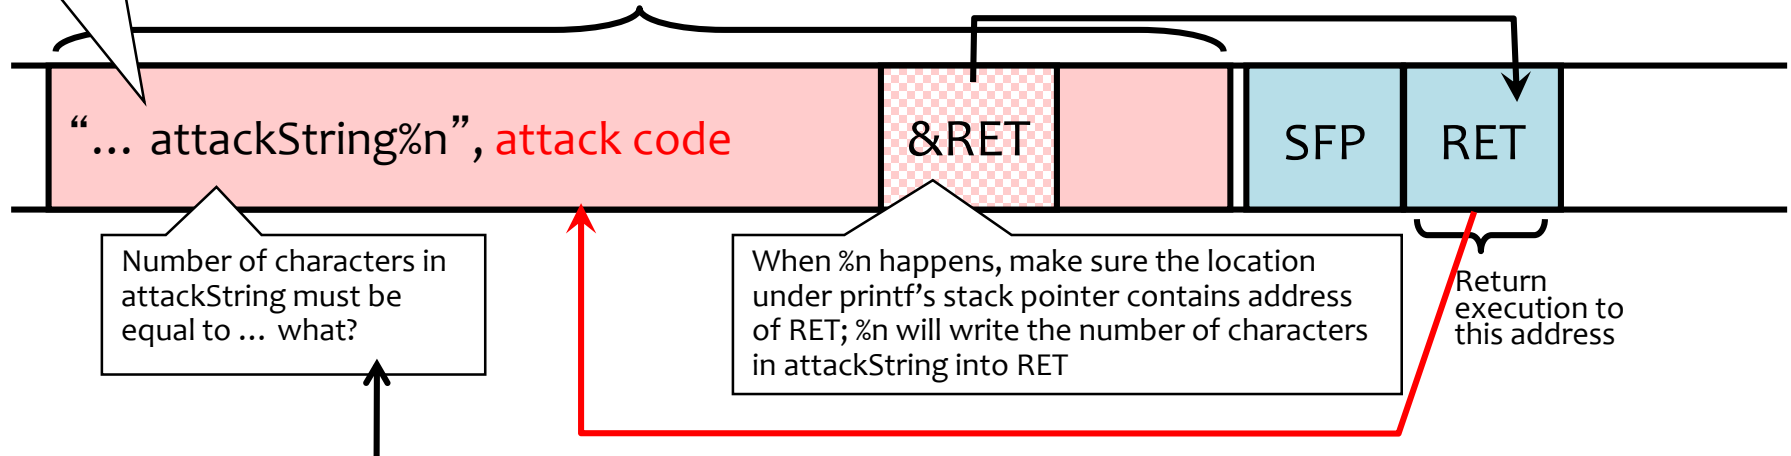 “... attackString%n”, attack code &RET SFP RET
Number of characters in
attackString must be
equal to ... what?
When %n happens, make sure the location
under printf’s stack pointer contains address
of RET; %n will write the number of characters
in attackString into RET
Return
execution to
this address